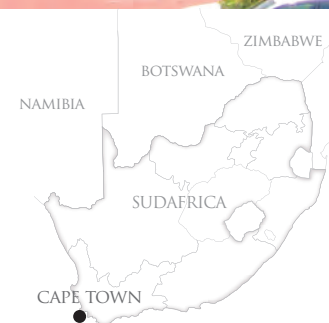 ZIMBABWE
BOTSWANA
NAMIBIA
SUDAFRICA
CAPE TOWN